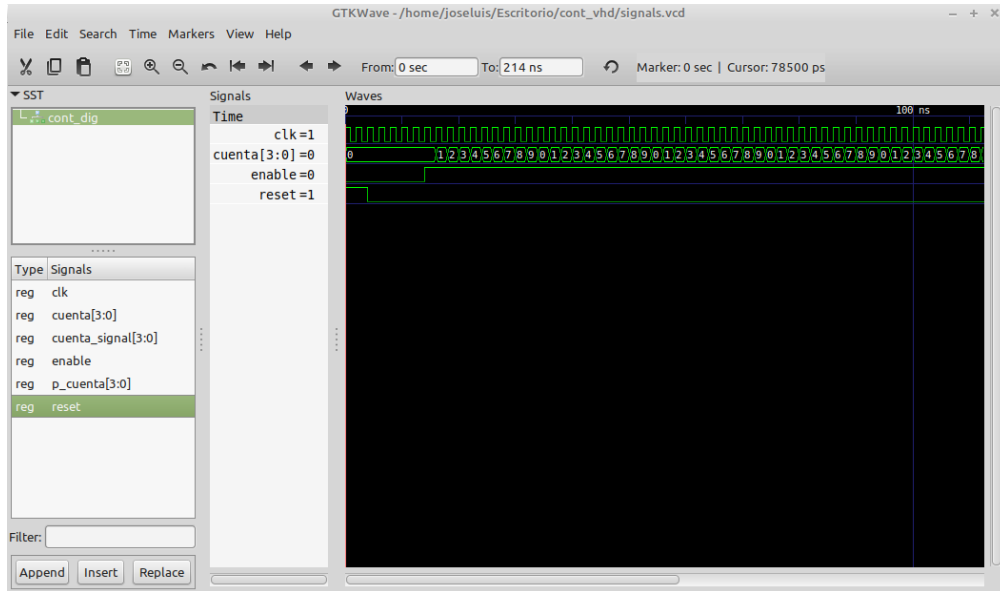 GTKWave - /home/joseluis/Escritorio/cont_vhd/signals.vcd
File Edit Search Time Markers View Help
From: 0 sec To: 214 ns Marker: 0 sec | Cursor: 78500 ps
SST
cont_dig
Type Signals
reg clk
reg cuenta[3:0]
reg cuenta_signal[3:0]
reg enable
reg p_cuenta[3:0]
reg reset
Filter:
Append Insert Replace
Signals
Time
clk=1
cuenta[3:0]=0
enable=0
reset=1
Waves
100 ns
0 1 2 3 4 5 6 7 8 9 0 1 2 3 4 5 6 7 8 9 0 1 2 3 4 5 6 7 8 9 0 1 2 3 4 5 6 7 8 9 0 1 2 3 4 5 6 7 8